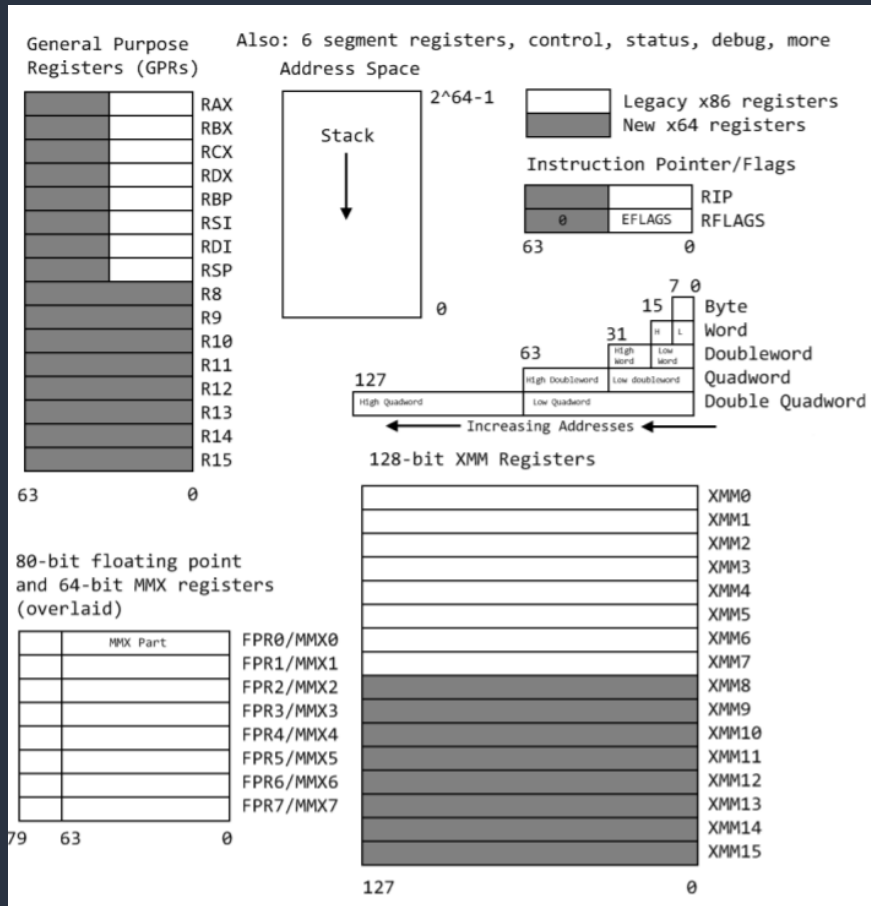 General Purpose
Registers (GPRs)
Also: 6 segment registers, control, status, debug, more
RAX
RBX
RCX
RDX
RBP
RSI
RDI
RSP
R8
R9
R10
R11
R12
R13
R14
R15
63 0
Address Space
2^64-1
Stack
0
Legacy x86 registers
New x64 registers
Instruction Pointer/Flags
RIP
0 EFLAGS RFLAGS
63 0
7 0
15 Byte
31 H L Word
63 High Word Low Word Doubleword
127 High Doubleword Low doubleword Quadword
High Quadword Low Quadword Double Quadword
Increasing Addresses
128-bit XMM Registers
XMM0
XMM1
XMM2
XMM3
XMM4
XMM5
XMM6
XMM7
XMM8
XMM9
XMM10
XMM11
XMM12
XMM13
XMM14
XMM15
127 0
80-bit floating point
and 64-bit MMX registers
(overlaid)
MMX Part FPR0/MMX0
FPR1/MMX1
FPR2/MMX2
FPR3/MMX3
FPR4/MMX4
FPR5/MMX5
FPR6/MMX6
FPR7/MMX7
79 63 0